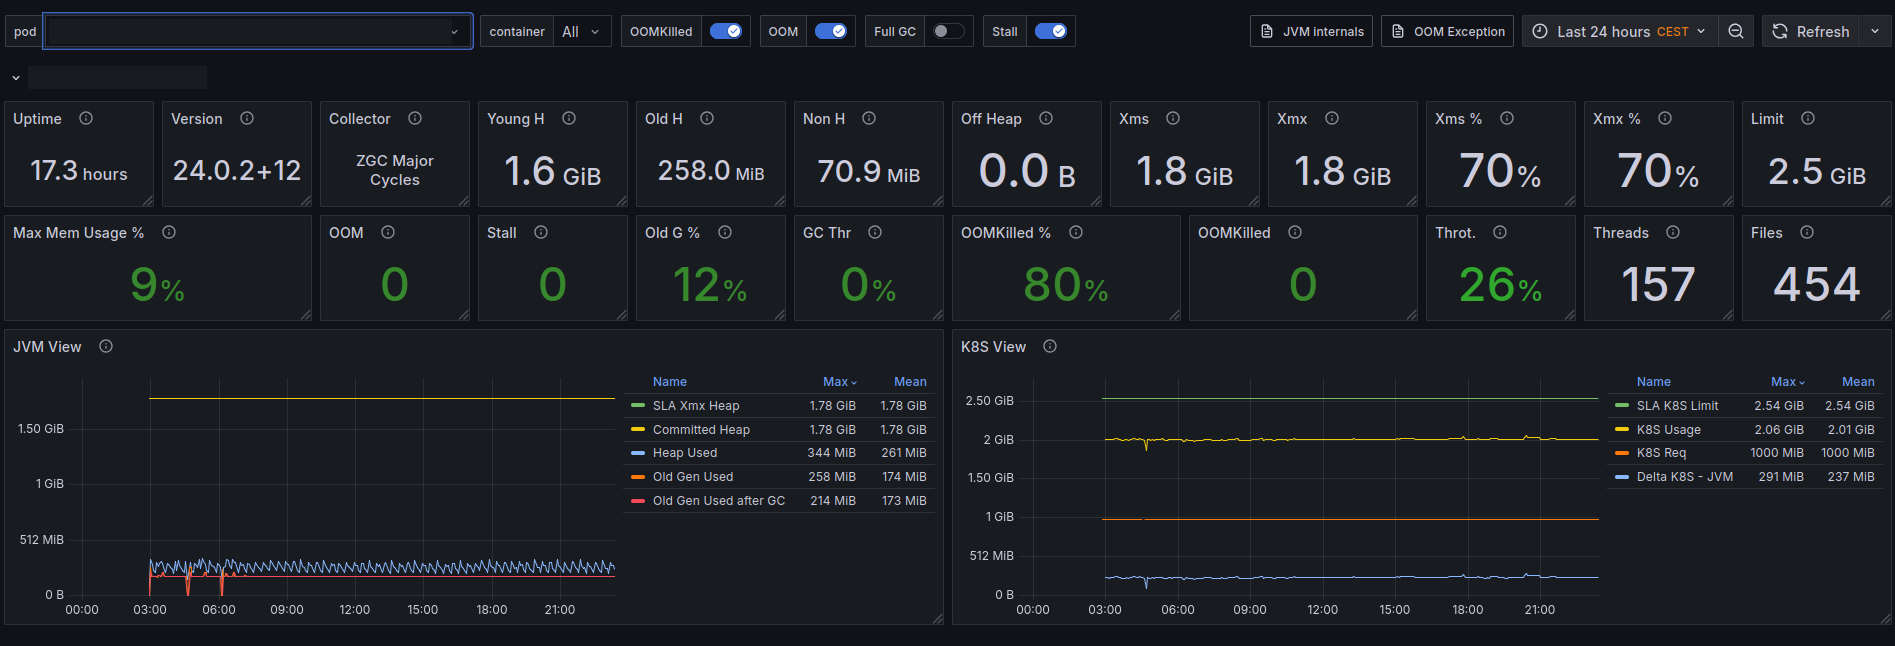 pod container All OOMKilled OOM Full GC Stall JVM internals OOM Exception Last 24 hours CEST Refresh
Uptime Version Collector Young H Old H Non H Off Heap Xms Xmx Xms % Xmx % Limit
17.3 hours 24.0.2+12 ZGC Major 1.6 GiB 258.0 MiB 70.9 MiB 0.0 B 1.8 GiB 1.8 GiB 70% 70% 2.5 GiB
Cycles
Max Mem Usage % OOM Stall Old G % GC Thr OOMKilled % OOMKilled Throt. Threads Files
9% 0 0 12% 0% 80% 0 26% 157 454
JVM View
1.50 GiB
1 GiB
512 MiB
0 B
00:00 03:00 06:00 09:00 12:00 15:00 18:00 21:00
Name Max Mean
SLA Xmx Heap 1.78 GiB 1.78 GiB
Committed Heap 1.78 GiB 1.78 GiB
Heap Used 344 MiB 261 MiB
Old Gen Used 258 MiB 174 MiB
Old Gen Used after GC 214 MiB 173 MiB
K8S View
2.50 GiB
2 GiB
1.50 GiB
1 GiB
512 MiB
0 B
00:00 03:00 06:00 09:00 12:00 15:00 18:00 21:00
Name Max Mean
SLA K8S Limit 2.54 GiB 2.54 GiB
K8S Usage 2.06 GiB 2.01 GiB
K8S Req 1000 MiB 1000 MiB
Delta K8S - JVM 291 MiB 237 MiB